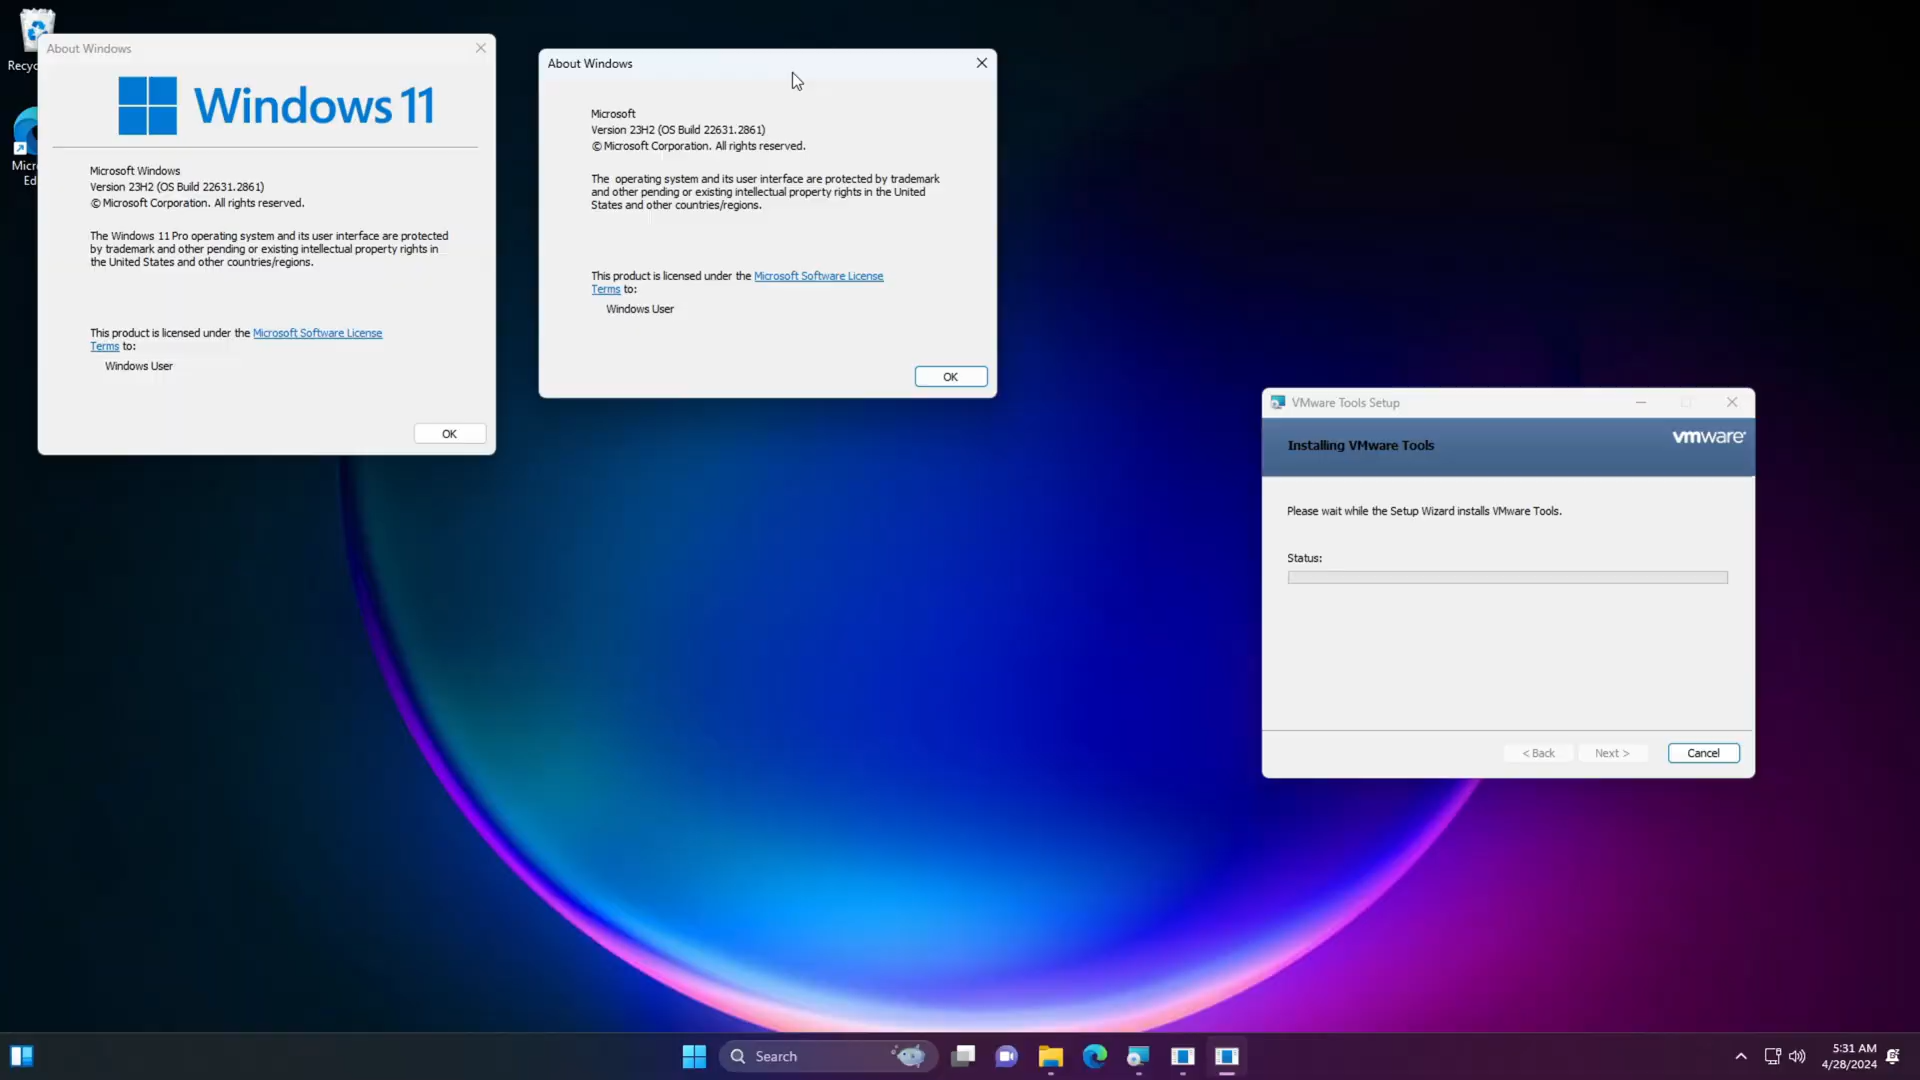 Recyc
Micr
Ed
About Windows
Windows 11
Microsoft Windows
Version 23H2 (OS Build 22631.2861)
© Microsoft Corporation. All rights reserved.
The Windows 11 Pro operating system and its user interface are protected
by trademark and other pending or existing intellectual property rights in
the United States and other countries/regions.
This product is licensed under the Microsoft Software License
Terms to:
Windows User
OK
About Windows
Microsoft
Version 23H2 (OS Build 22631.2861)
© Microsoft Corporation. All rights reserved.
The  operating system and its user interface are protected by trademark
and other pending or existing intellectual property rights in the United
States and other countries/regions.
This product is licensed under the Microsoft Software License
Terms to:
Windows User
OK
VMware Tools Setup
Installing VMware Tools
vmware®
Please wait while the Setup Wizard installs VMware Tools.
Status:
< Back
Next >
Cancel
Search
5:31 AM
4/28/2024